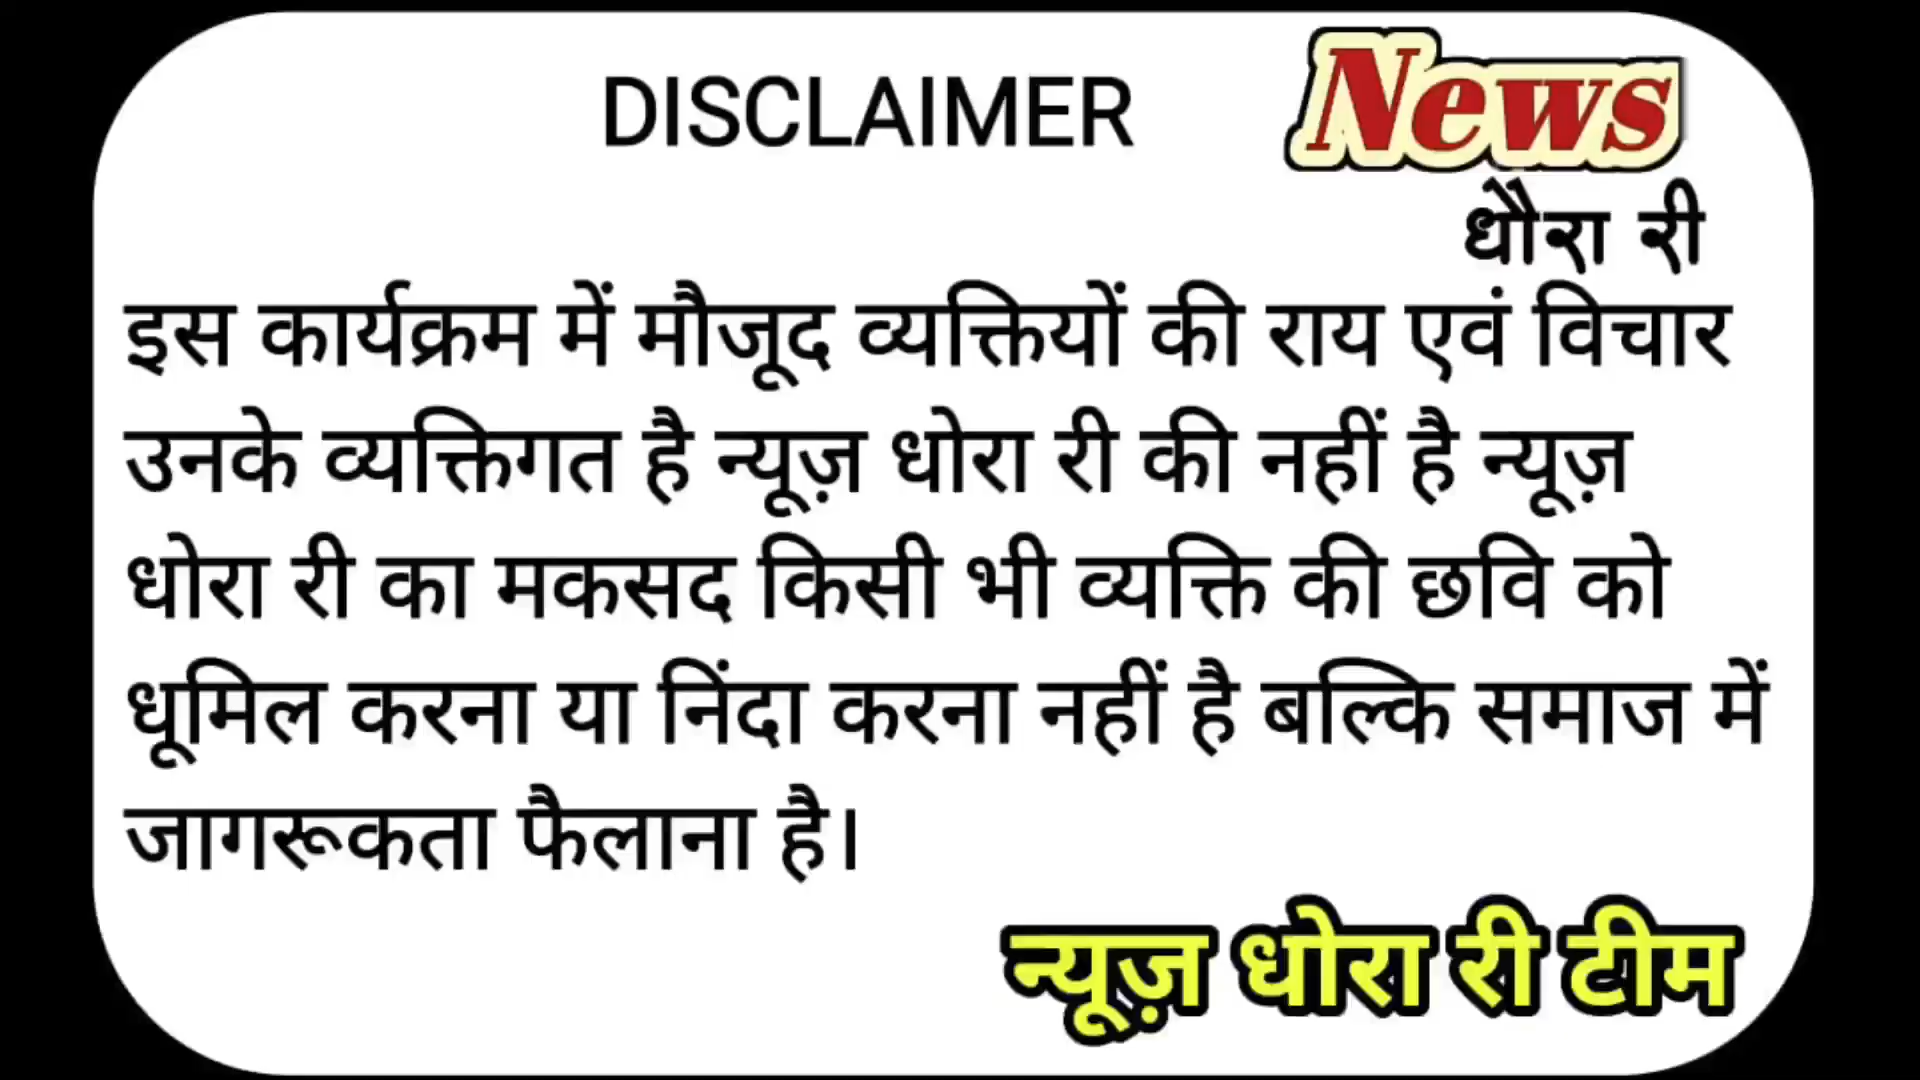 DISCLAIMER
News
धौरा री
इस कार्यक्रम में मौजूद व्यक्तियों की राय एवं विचार
उनके व्यक्तिगत है न्यूज़ धोरा री की नहीं है न्यूज़
धोरा री का मकसद किसी भी व्यक्ति की छवि को
धूमिल करना या निंदा करना नहीं है बल्कि समाज में
जागरूकता फैलाना है।
न्यूज़ धोरा री टीम